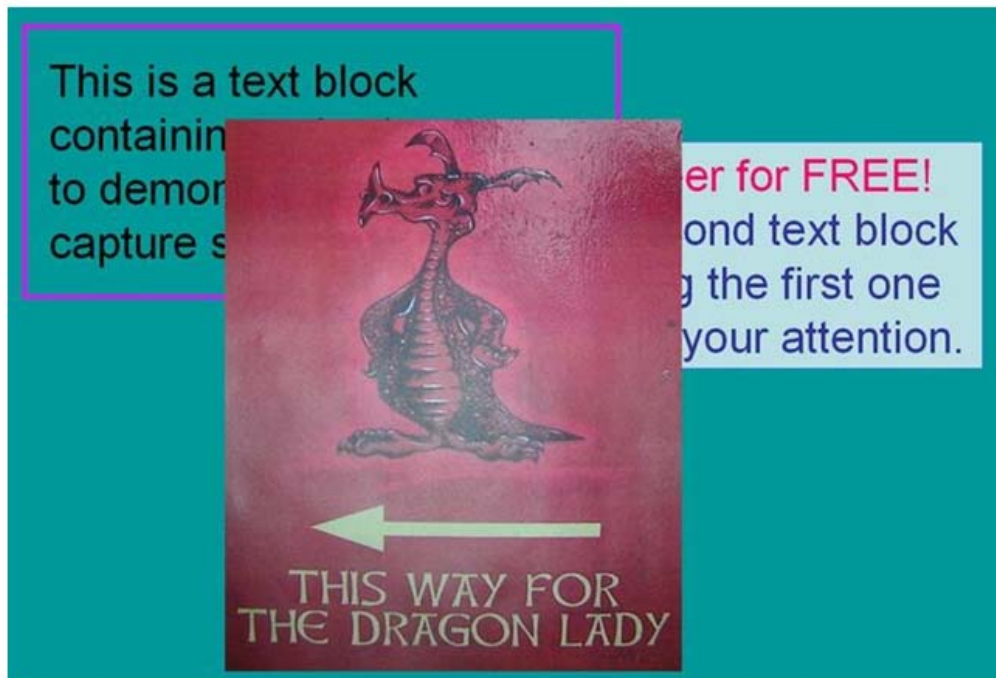 This is a text block
containin
to demon
capture s
er for FREE!
ond text block
the first one
your attention.
THIS WAY FOR
THE DRAGON LADY